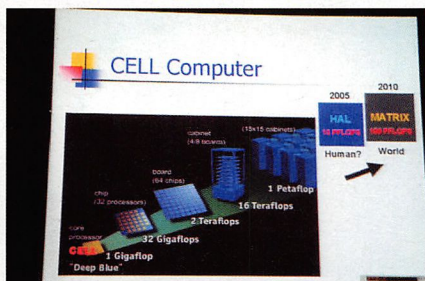 CELL Computer
2005
2010
HAL
MATRIX
Human?
World
(15x15 cabinets)
cabinet
(4/8 boards)
board
(64 chips)
chip
(32 processors)
core
processor
1 Petaflop
16 Teraflops
2 Teraflops
32 Gigaflops
1 Gigaflop
"Deep Blue"